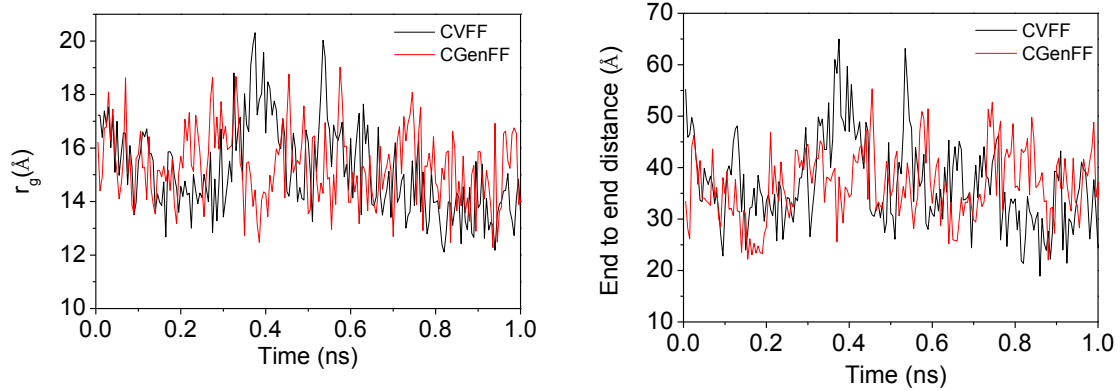 20
18
16
14
12
10
r_g(Å)
CVFF
CGenFF
0.0 0.2 0.4 0.6 0.8 1.0
Time (ns)
70
60
50
40
30
20
10
End to end distance (Å)
CVFF
CGenFF
0.0 0.2 0.4 0.6 0.8 1.0
Time (ns)